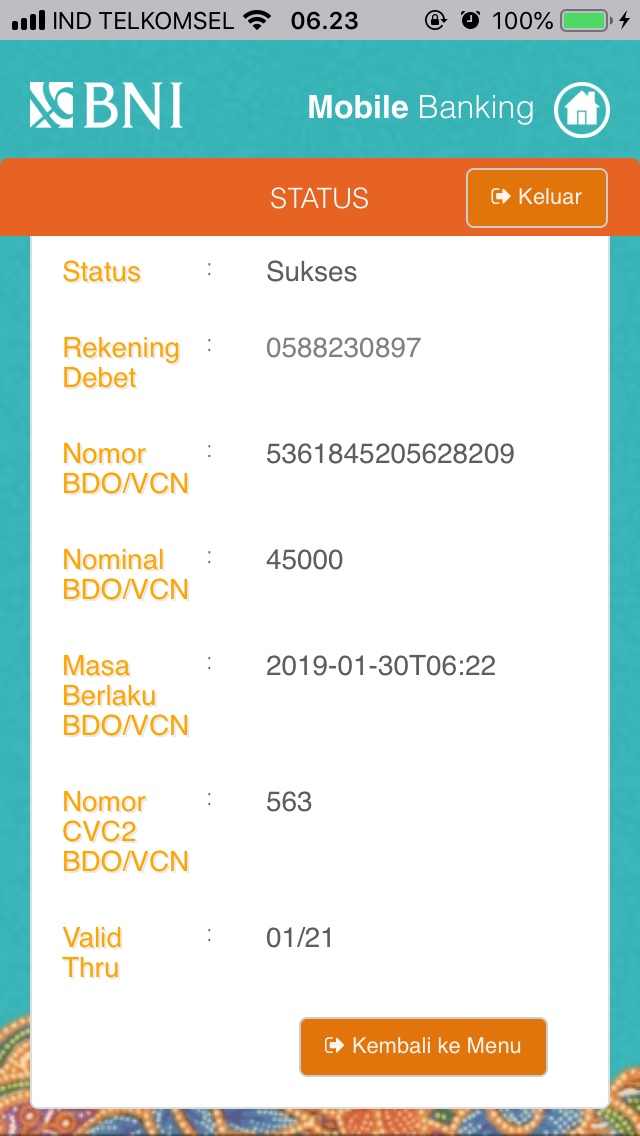 IND TELKOMSEL 06.23 100%
BNI Mobile Banking
STATUS Keluar
Status : Sukses
Rekening : 0588230897
Debet
Nomor : 5361845205628209
BDO/VCN
Nominal : 45000
BDO/VCN
Masa : 2019-01-30T06:22
Berlaku
BDO/VCN
Nomor : 563
CVC2
BDO/VCN
Valid : 01/21
Thru
Kembali ke Menu